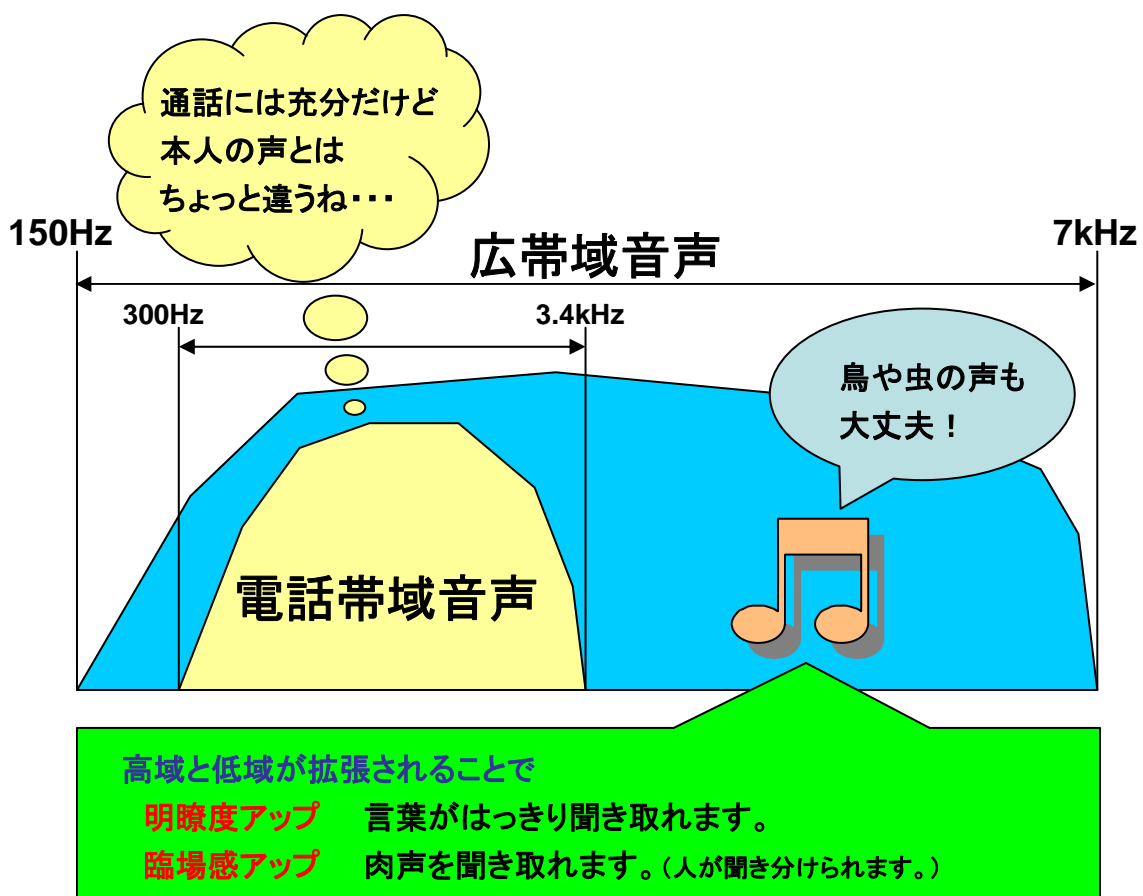 通話には充分だけど
本人の声とは
ちょっと違うね・・・
150Hz
7kHz
広帯域音声
300Hz
3.4kHz
鳥や虫の声も
大丈夫！
電話帯域音声
高域と低域が拡張されることで
明瞭度アップ 言葉がはっきり聞き取れます。
臨場感アップ 肉声を聞き取れます。（人が聞き分けられます。）